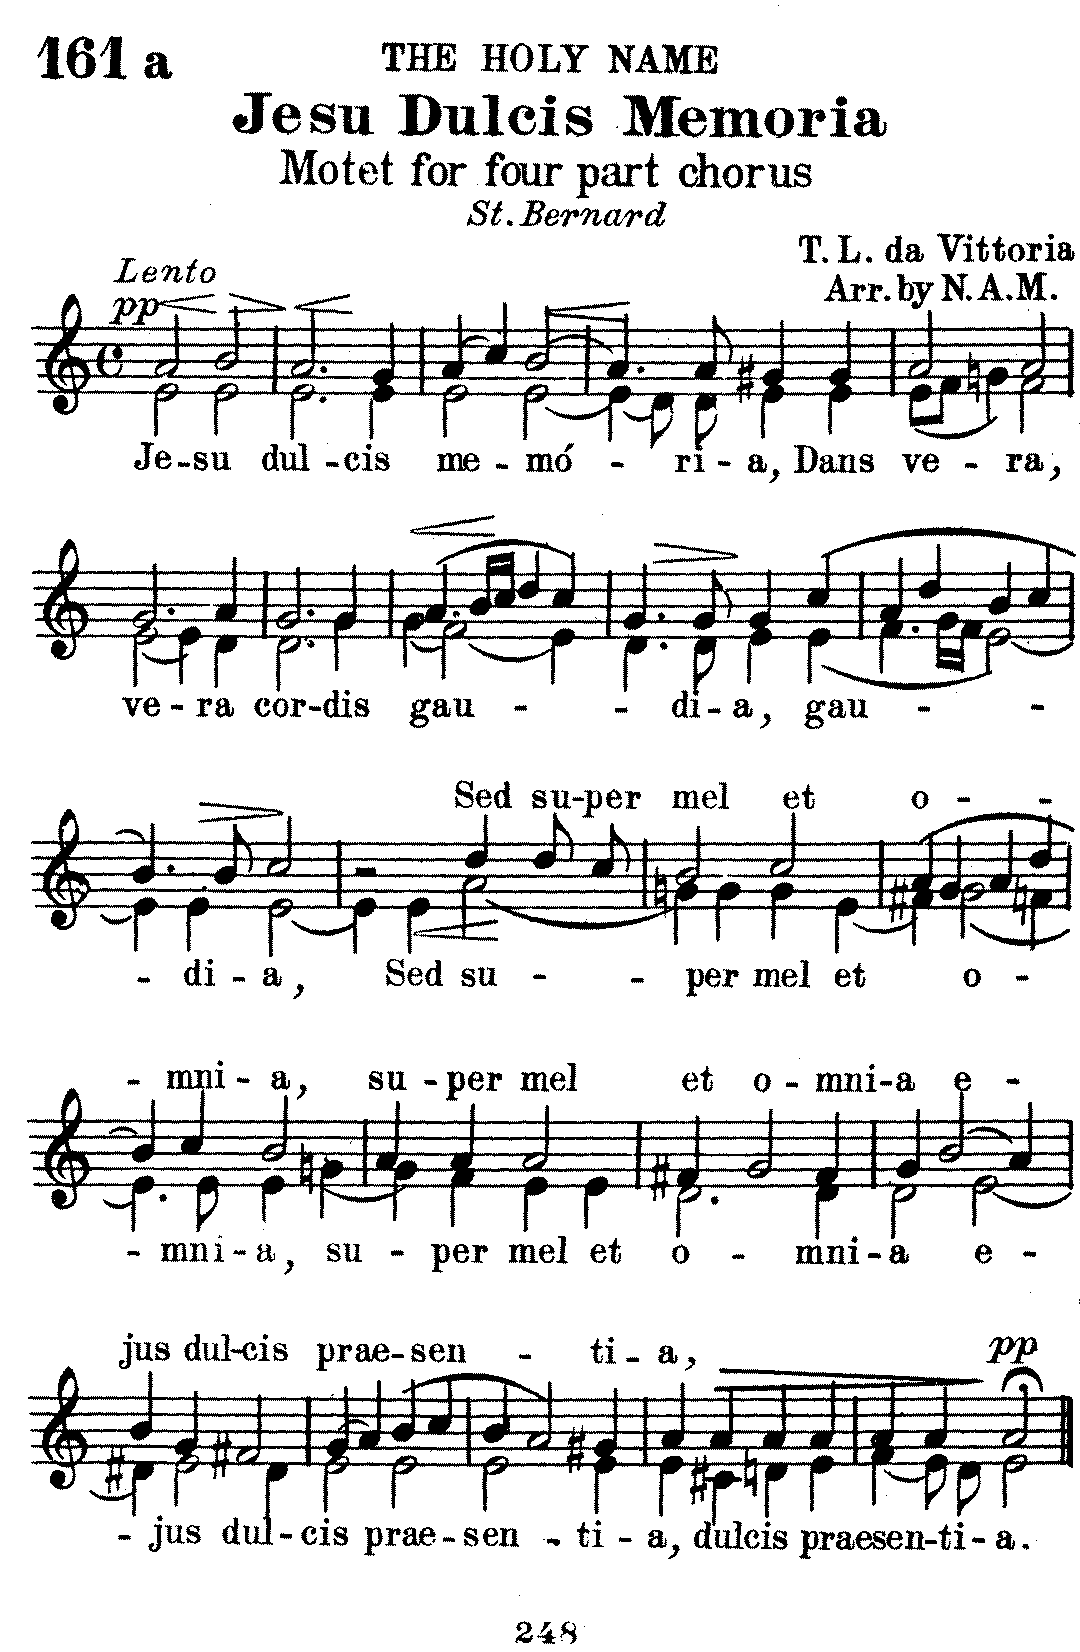 161 a
THE HOLY NAME
Jesu Dulcis Memoria
Motet for four part chorus
St. Bernard
T. L. da Vittoria
Arr. by N. A. M.
Lento
pp
Je-su dul-cis me-mó - ri-a, Dans ve - ra,
ve-ra cor-dis gau - - di-a, gau - -
Sed su-per mel et o - -
- di-a, Sed su - - per mel et o -
- mni-a, su-per mel et o-mni-a e -
- mni-a, su - per mel et o - mni-a e -
jus dul-cis prae-sen - ti-a,
pp
- jus dul-cis prae-sen - ti-a, dulcis praesen-ti-a.
248